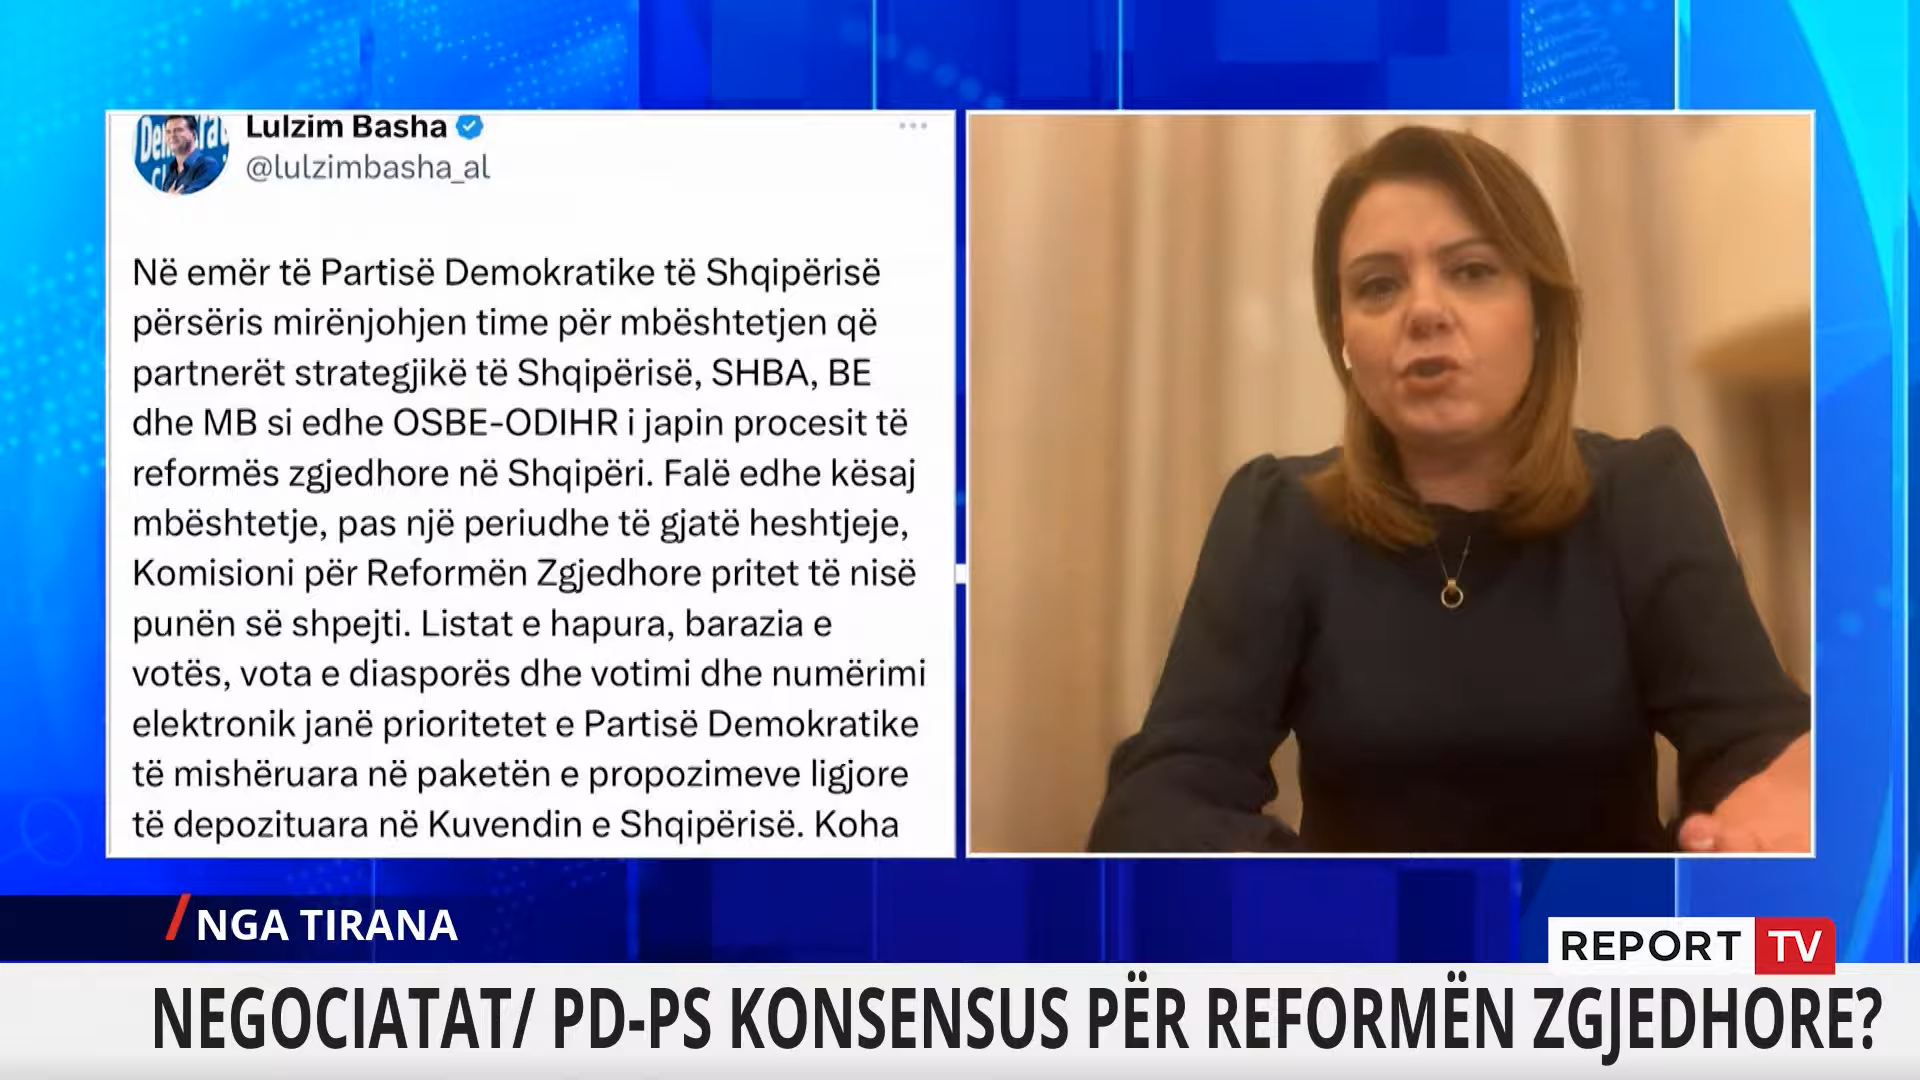 Lulzim Basha
@lulzimbasha_al
Në emër të Partisë Demokratike të Shqipërisë
përsëris mirënjohjen time për mbështetjen që
partnerët strategjikë të Shqipërisë, SHBA, BE
dhe MB si edhe OSBE-ODIHR i japin procesit të
reformës zgjedhore në Shqipëri. Falë edhe kësaj
mbështetje, pas një periudhe të gjatë heshtjeje,
Komisioni për Reformën Zgjedhore pritet të nisë
punën së shpejti. Listat e hapura, barazia e
votës, vota e diasporës dhe votimi dhe numërimi
elektronik janë prioritetet e Partisë Demokratike
të mishëruara në paketën e propozimeve ligjore
të depozituara në Kuvendin e Shqipërisë. Koha
NGA TIRANA
REPORT TV
NEGOCIATAT/ PD-PS KONSENSUS PËR REFORMËN ZGJEDHORE?